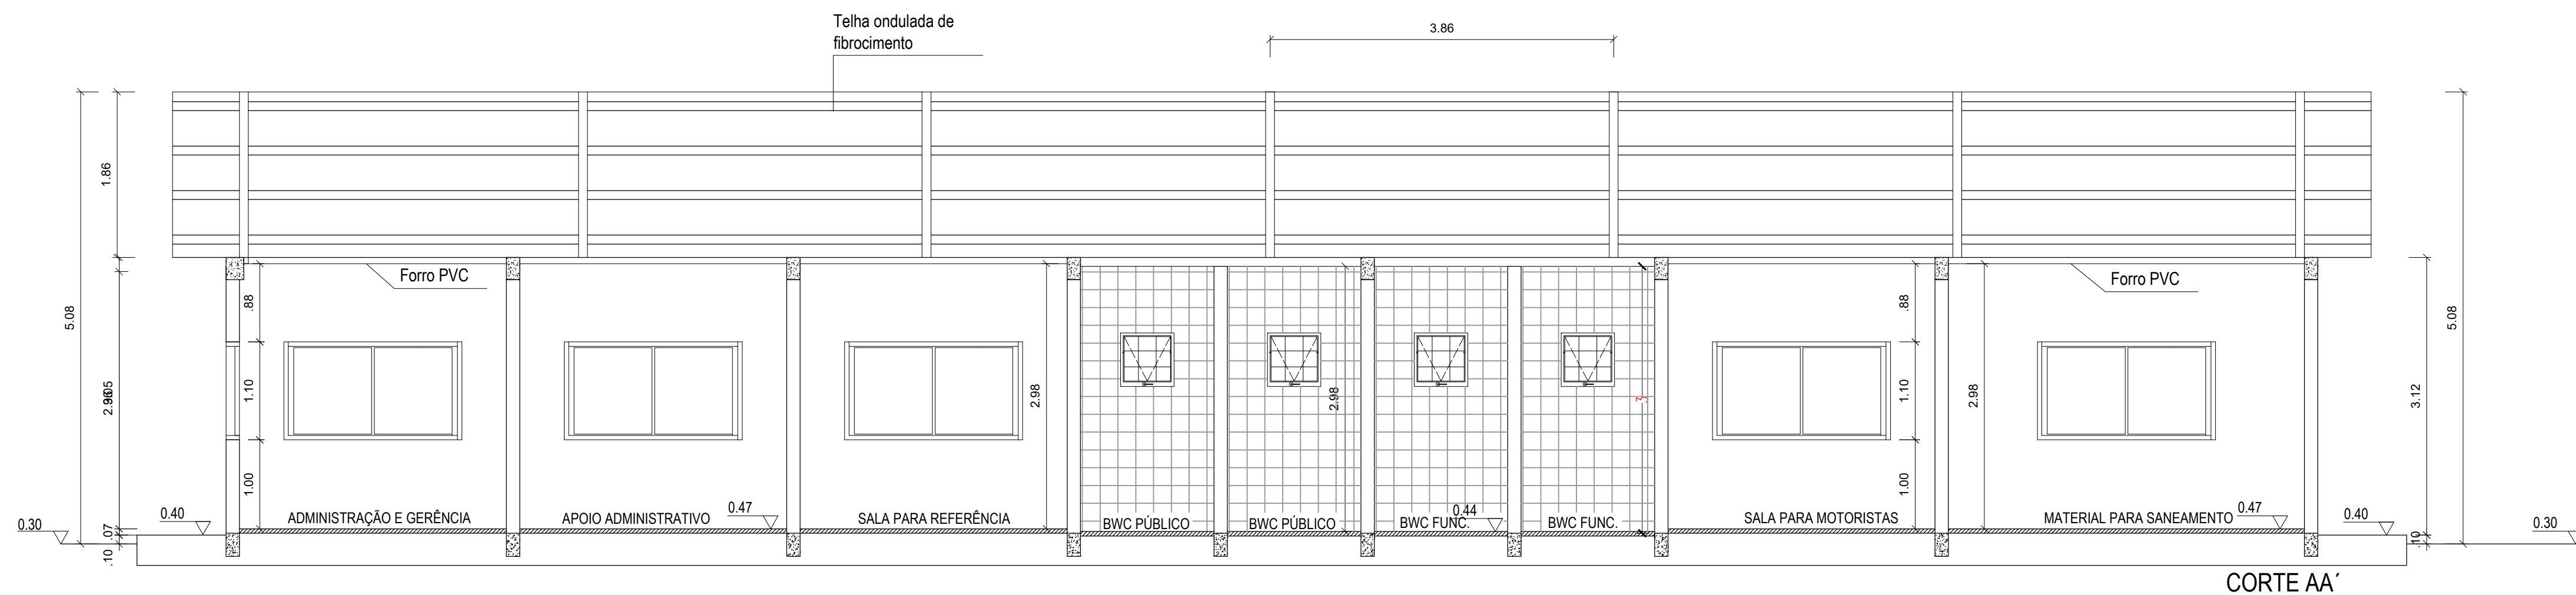 Telha ondulada de
fibrocimento
3.86
1.86
5.08
Forro PVC
.88
1.10
1.00
2.98
2.98
.88
1.10
1.00
2.98
Forro PVC
3.12
5.08
0.30
0.40
.07
.10
ADMINISTRAÇÃO E GERÊNCIA
APOIO ADMINISTRATIVO
0.47
SALA PARA REFERÊNCIA
BWC PÚBLICO
BWC PÚBLICO
BWC FUNC.
0.44
BWC FUNC.
SALA PARA MOTORISTAS
MATERIAL PARA SANEAMENTO
0.47
0.40
.10
0.30
CORTE AA´